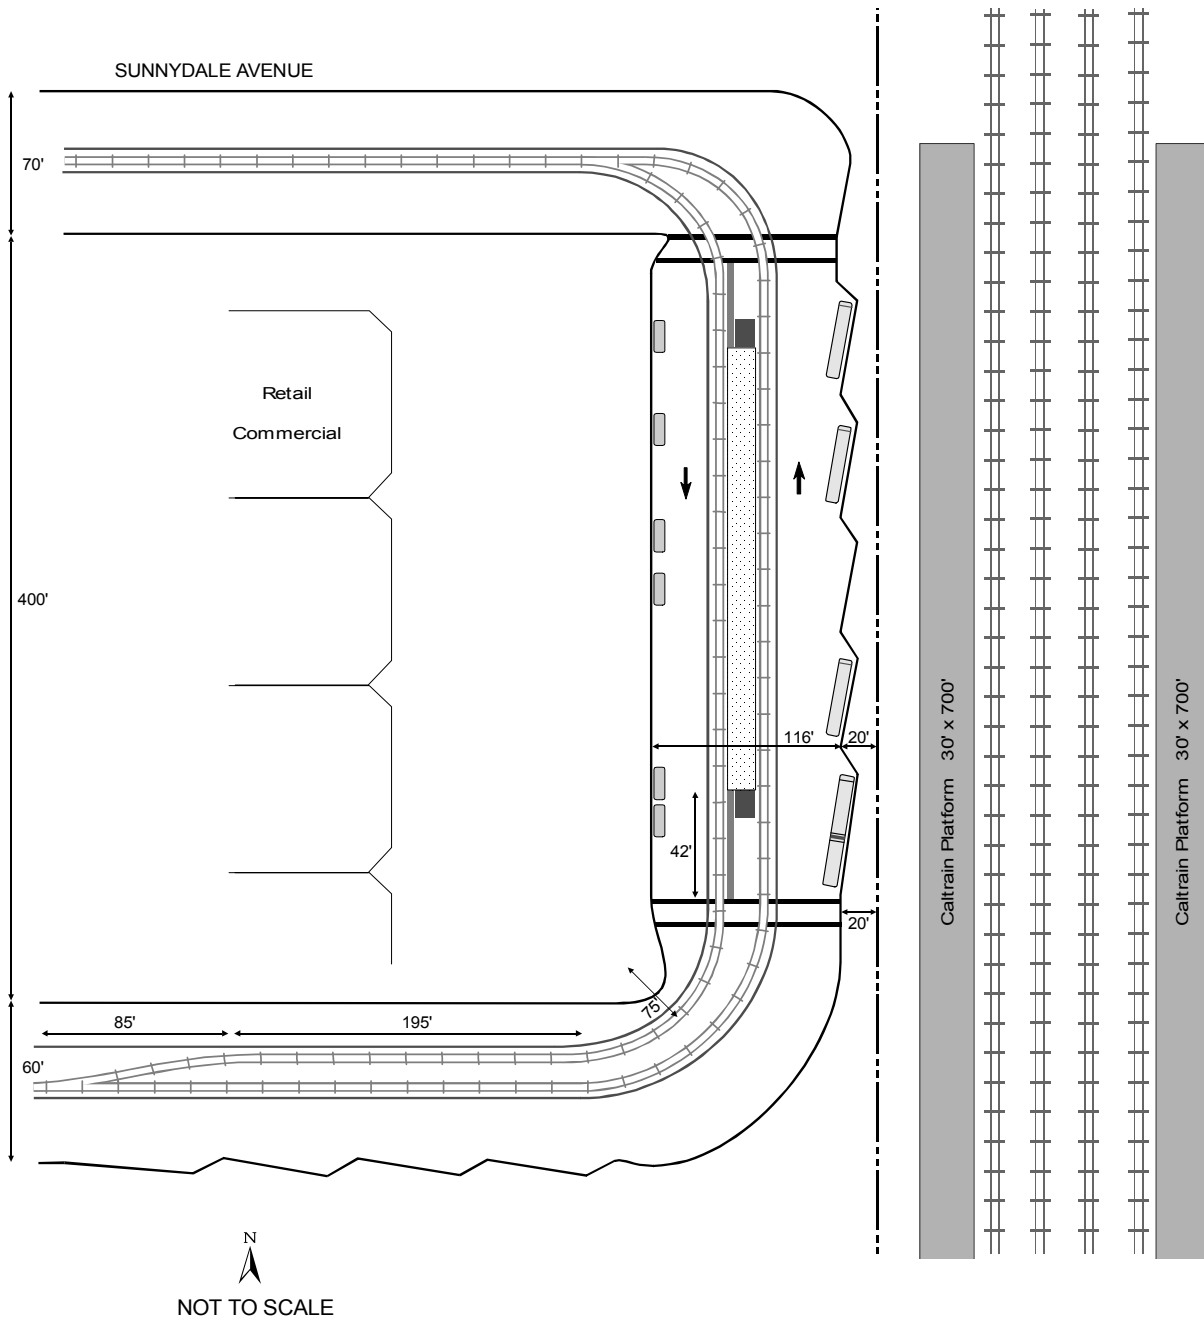 SUNNYDALE AVENUE
70'
Retail
Commercial
400'
116'
20'
42'
20'
75'
85'
195'
60'
Caltrain Platform 30' x 700'
Caltrain Platform 30' x 700'
N
NOT TO SCALE